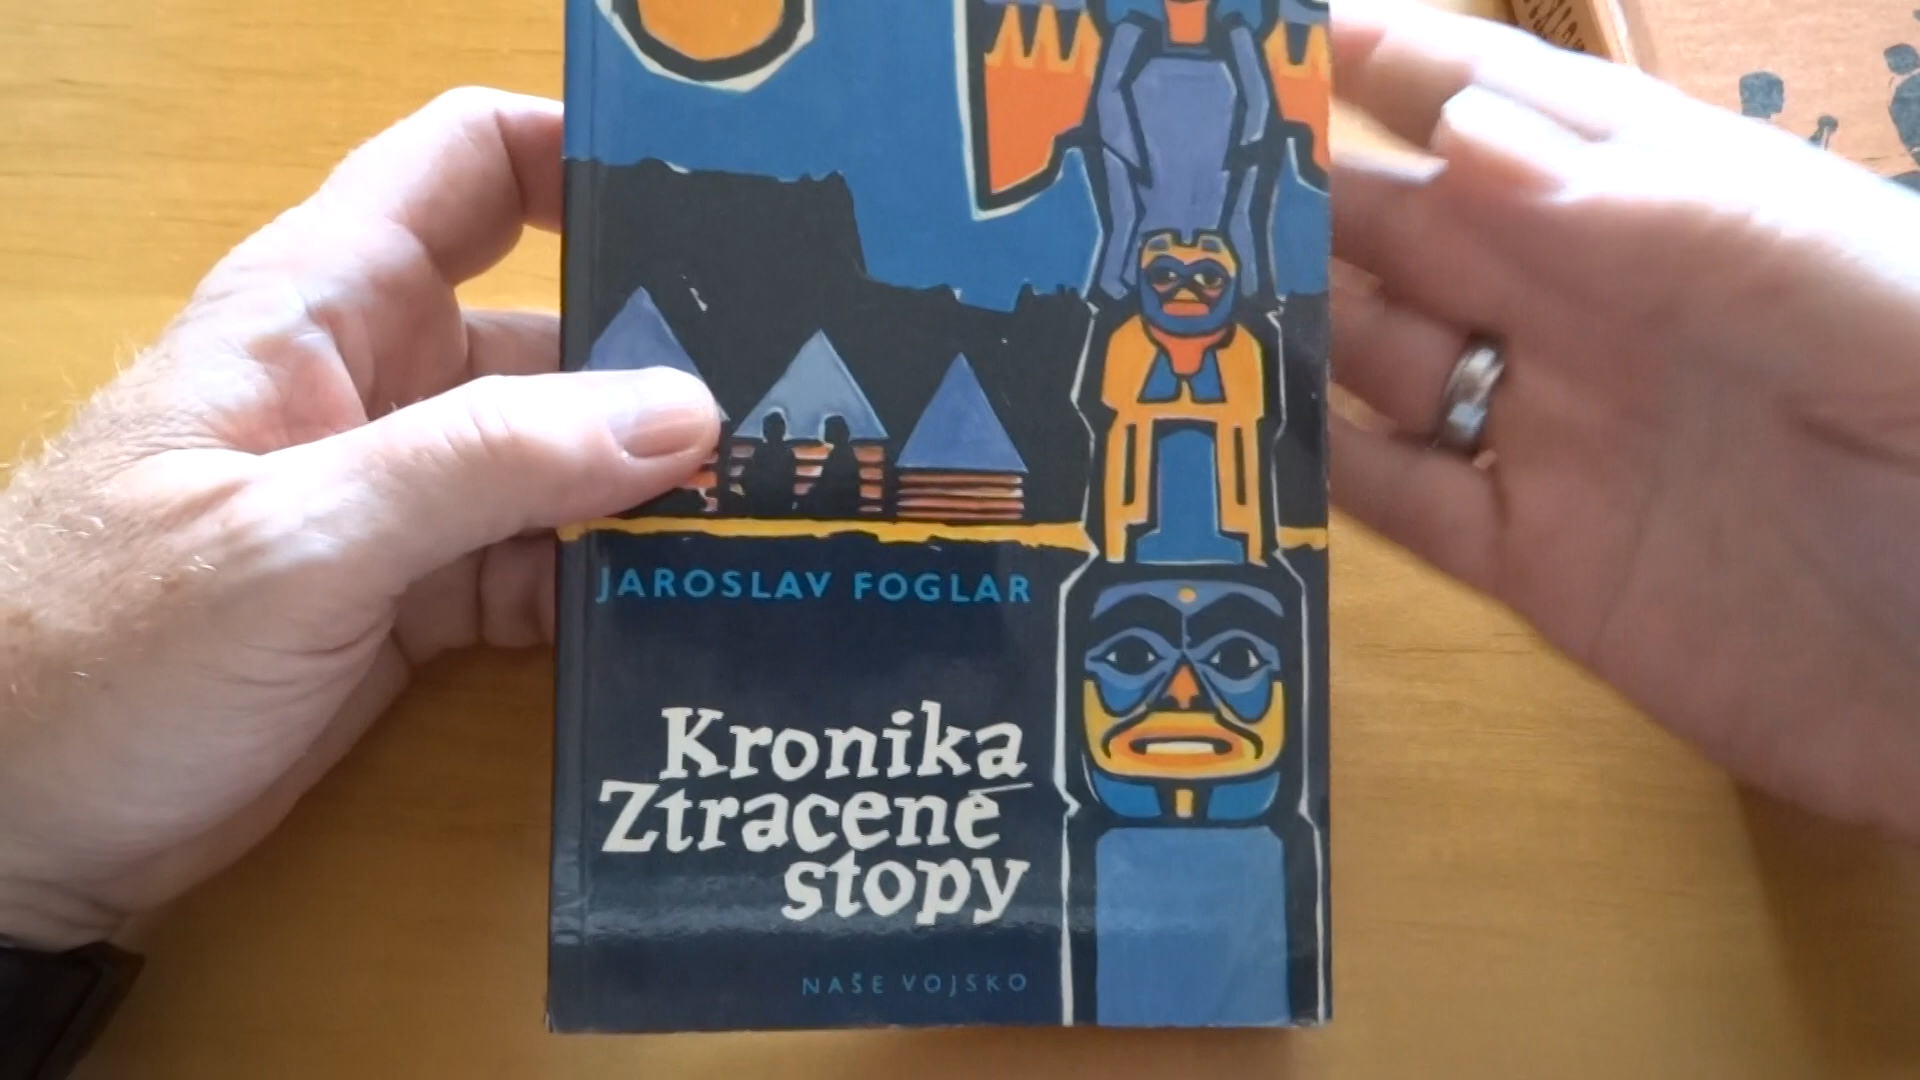 JAROSLAV FOGLAR
Kronika
Ztracené
stopy
NAŠE VOJSKO